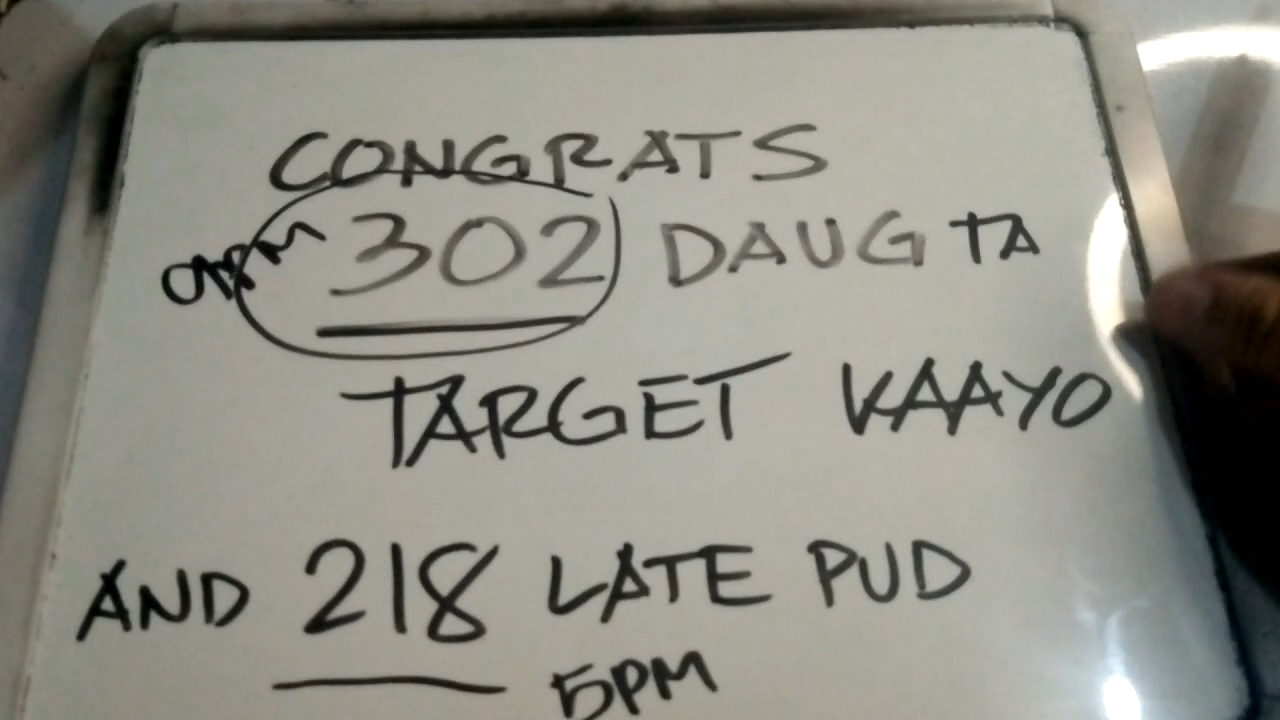 CONGRATS
302 DAUG TA
TARGET KAAYO
AND 218 LATE PUD
5PM